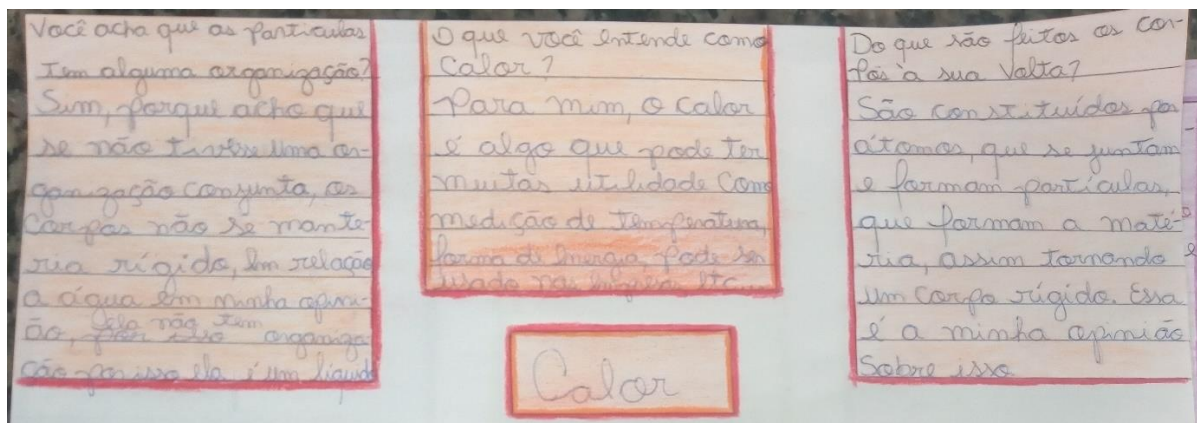 Você acha que as Partículas
tem alguma organização?
Sim, porque acho que
se não tivesse uma or-
ganização conjunta, os
corpos não se mante-
ria rígido, em relação
a água em minha opini-
ão, ela não tem organiza-
ção por isso ela é um líquido
O que você entende como
Calor?
Para mim, o Calor
é algo que pode ter
muitas utilidade Como
medição de temperatura,
forma de energia pode ser
usado nas etc...
Do que são feitos os cor-
pos à sua Volta?
São constituídos por
átomos, que se juntam
e formam partículas,
que formam a maté-
ria, assim tornando
um corpo rígido. Essa
é a minha opinião
Sobre isso
Calor